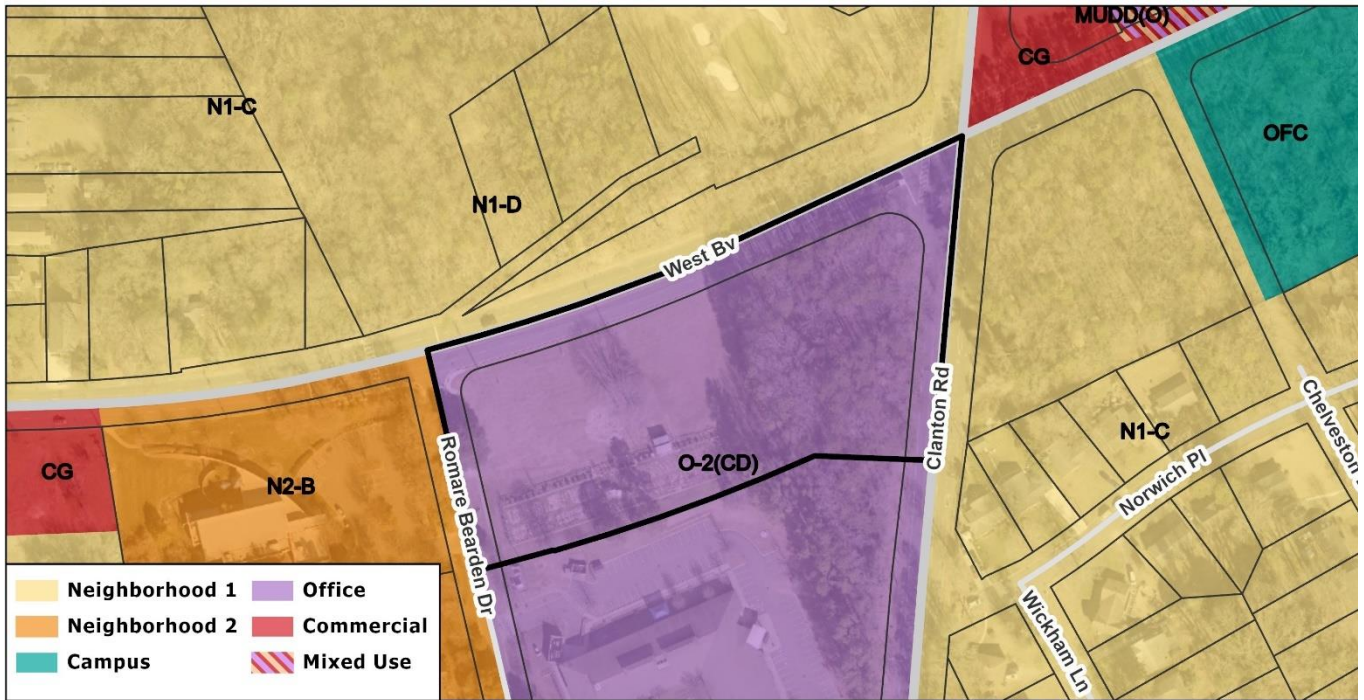 MUDD(O)
CG
N1-C
OFC
N1-D
West Bv
Clanton Rd
Chelveston
N1-C
Norwich Pl
CG
N2-B
Romare Bearden Dr
O-2(CD)
Wickham Ln
Neighborhood 1
Office
Neighborhood 2
Commercial
Campus
Mixed Use